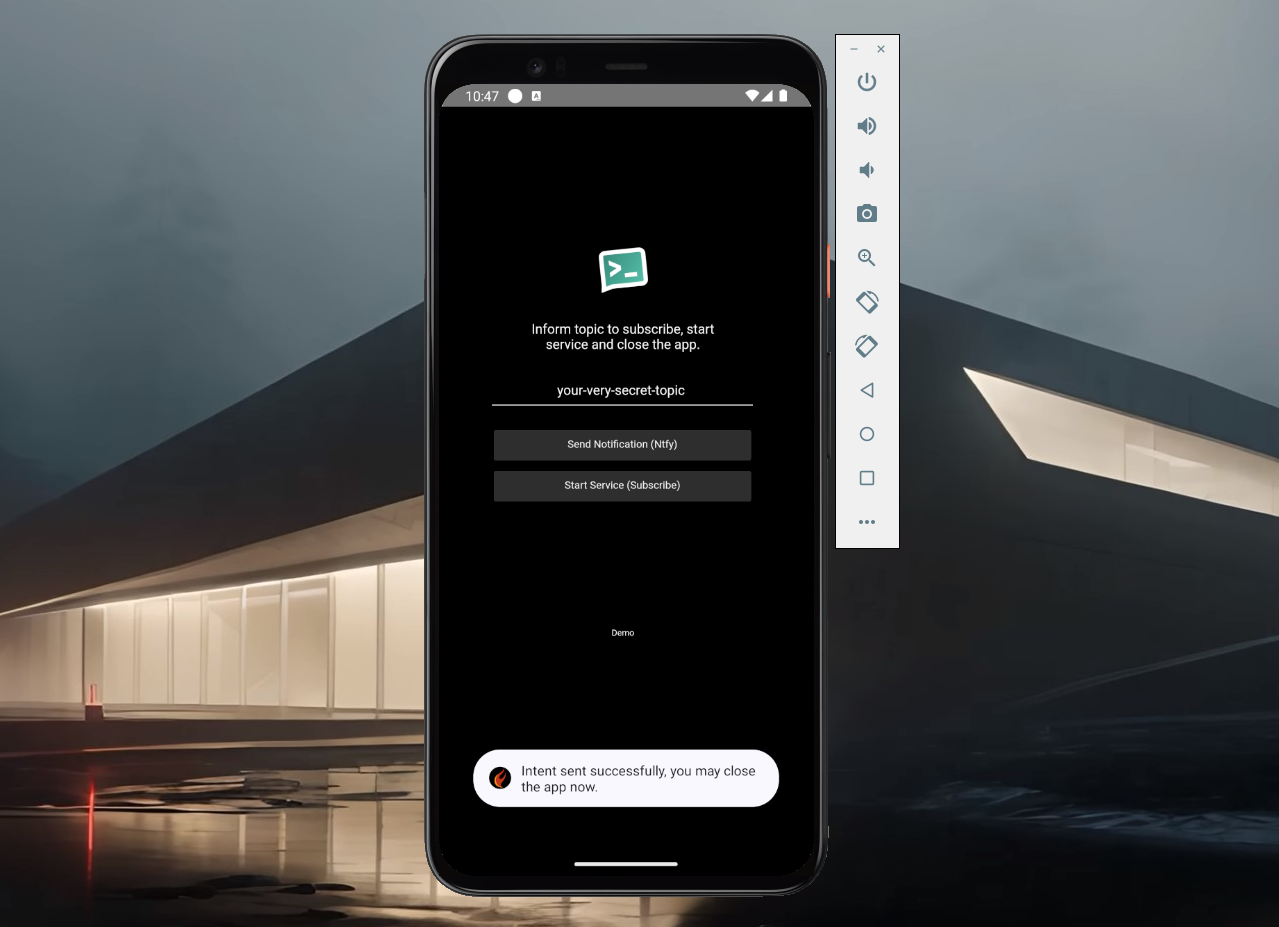 10:47
A
>_
Inform topic to subscribe, start
service and close the app.
your-very-secret-topic
Send Notification (Ntfy)
Start Service (Subscribe)
Demo
Intent sent successfully, you may close
the app now.